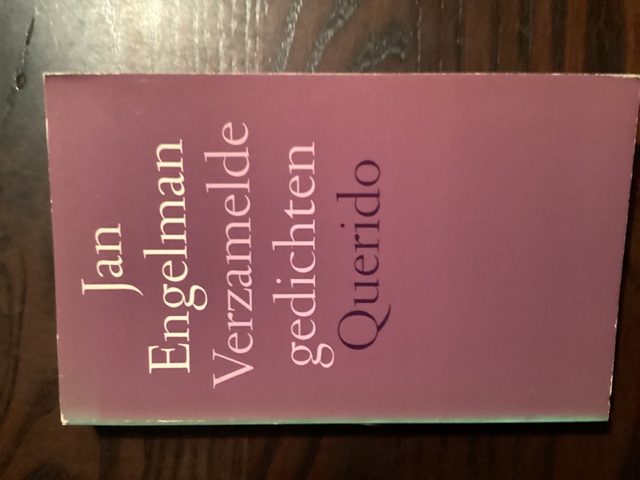 Jan
Engelman
Verzamelde
gedichten
Querido